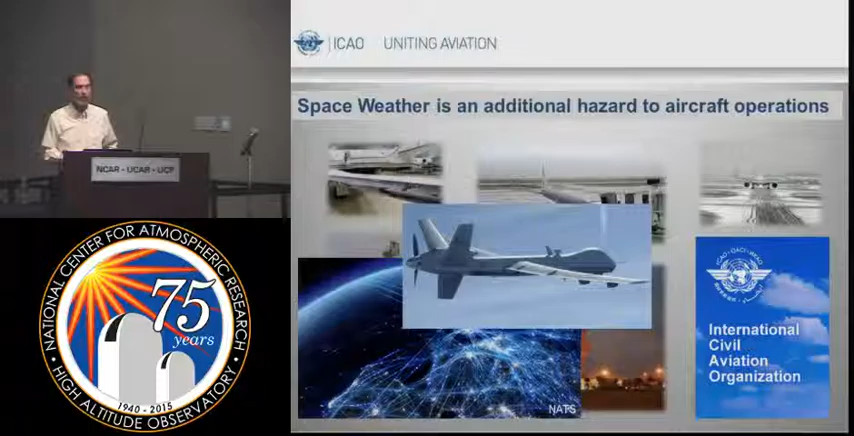 ICAO
UNITING AVIATION
Space Weather is an additional hazard to aircraft operations
NCAR - UCAR - UCP
NATIONAL CENTER FOR ATMOSPHERIC RESEARCH
75
years
1940 - 2015
HIGH ALTITUDE OBSERVATORY
NATS
International
Civil
Aviation
Organization